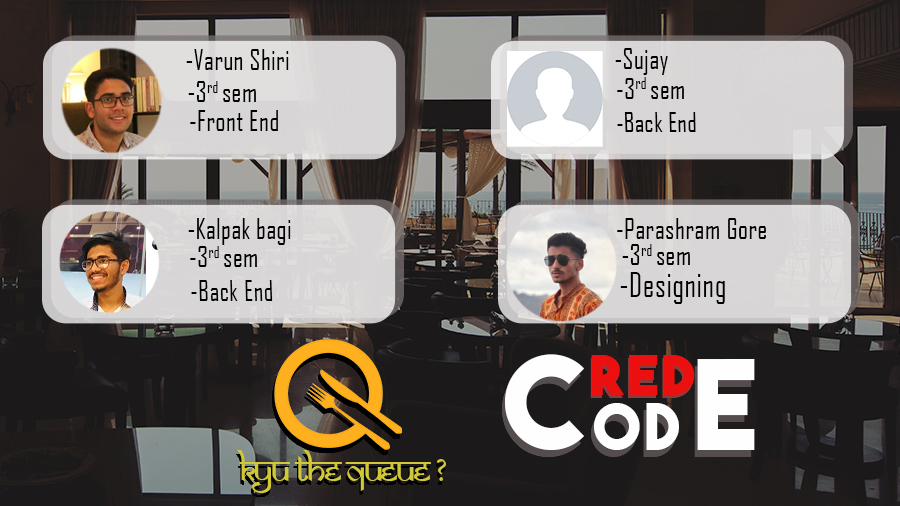 -Varun Shiri
-3rd sem
-Front End
-Sujay
-3rd sem
-Back End
-Kalpak bagi
-3rd sem
-Back End
-Parashram Gore
-3rd sem
-Designing
kyu the queue ?
CODE RED